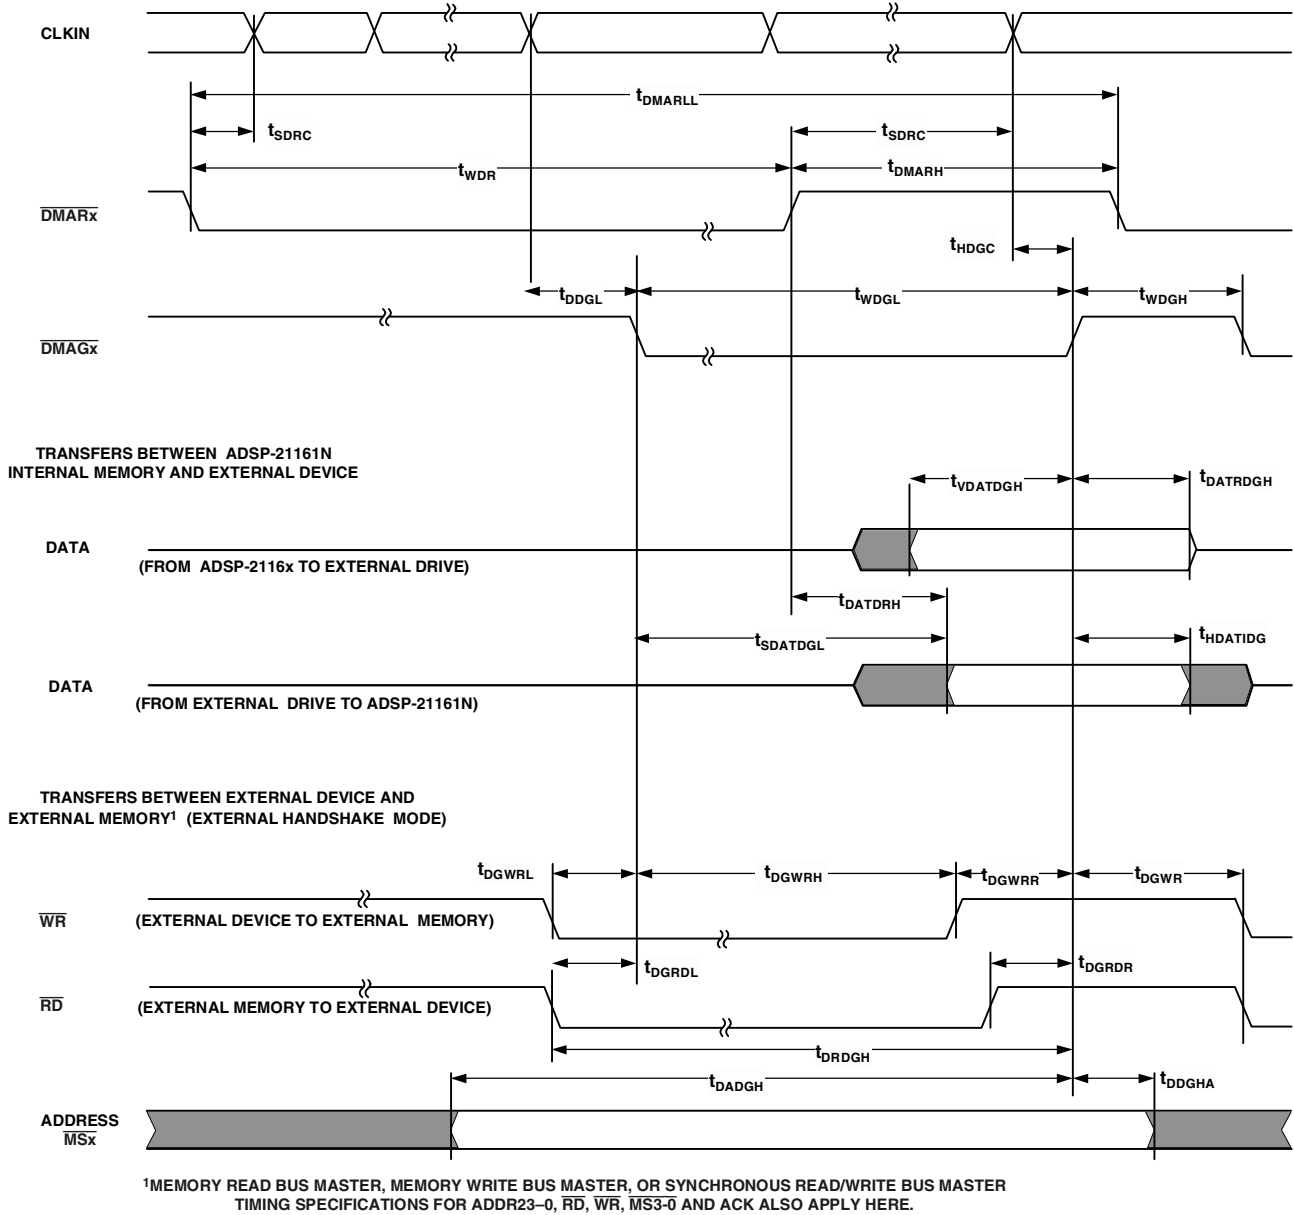 CLKIN
tDMARLL
tSDRC
tSDRC
tWDR
tDMARH
DMARx
tHDGC
tDDGL
tWDGL
tWDGH
DMAGx
TRANSFERS BETWEEN ADSP-21161N
INTERNAL MEMORY AND EXTERNAL DEVICE
tVDATDGH
tDATRDGH
DATA
(FROM ADSP-2116x TO EXTERNAL DRIVE)
tDATDRH
tSDATDGL
tHDATIDG
DATA
(FROM EXTERNAL DRIVE TO ADSP-21161N)
TRANSFERS BETWEEN EXTERNAL DEVICE AND
EXTERNAL MEMORY1 (EXTERNAL HANDSHAKE MODE)
tDGWRL
tDGWRH
tDGWRR
tDGWR
WR
(EXTERNAL DEVICE TO EXTERNAL MEMORY)
tDGRDL
tDGRDR
RD
(EXTERNAL MEMORY TO EXTERNAL DEVICE)
tDRDGH
tDADGH
tDDGHA
ADDRESS
MSx
1MEMORY READ BUS MASTER, MEMORY WRITE BUS MASTER, OR SYNCHRONOUS READ/WRITE BUS MASTER
TIMING SPECIFICATIONS FOR ADDR23–0, RD, WR, MS3-0 AND ACK ALSO APPLY HERE.